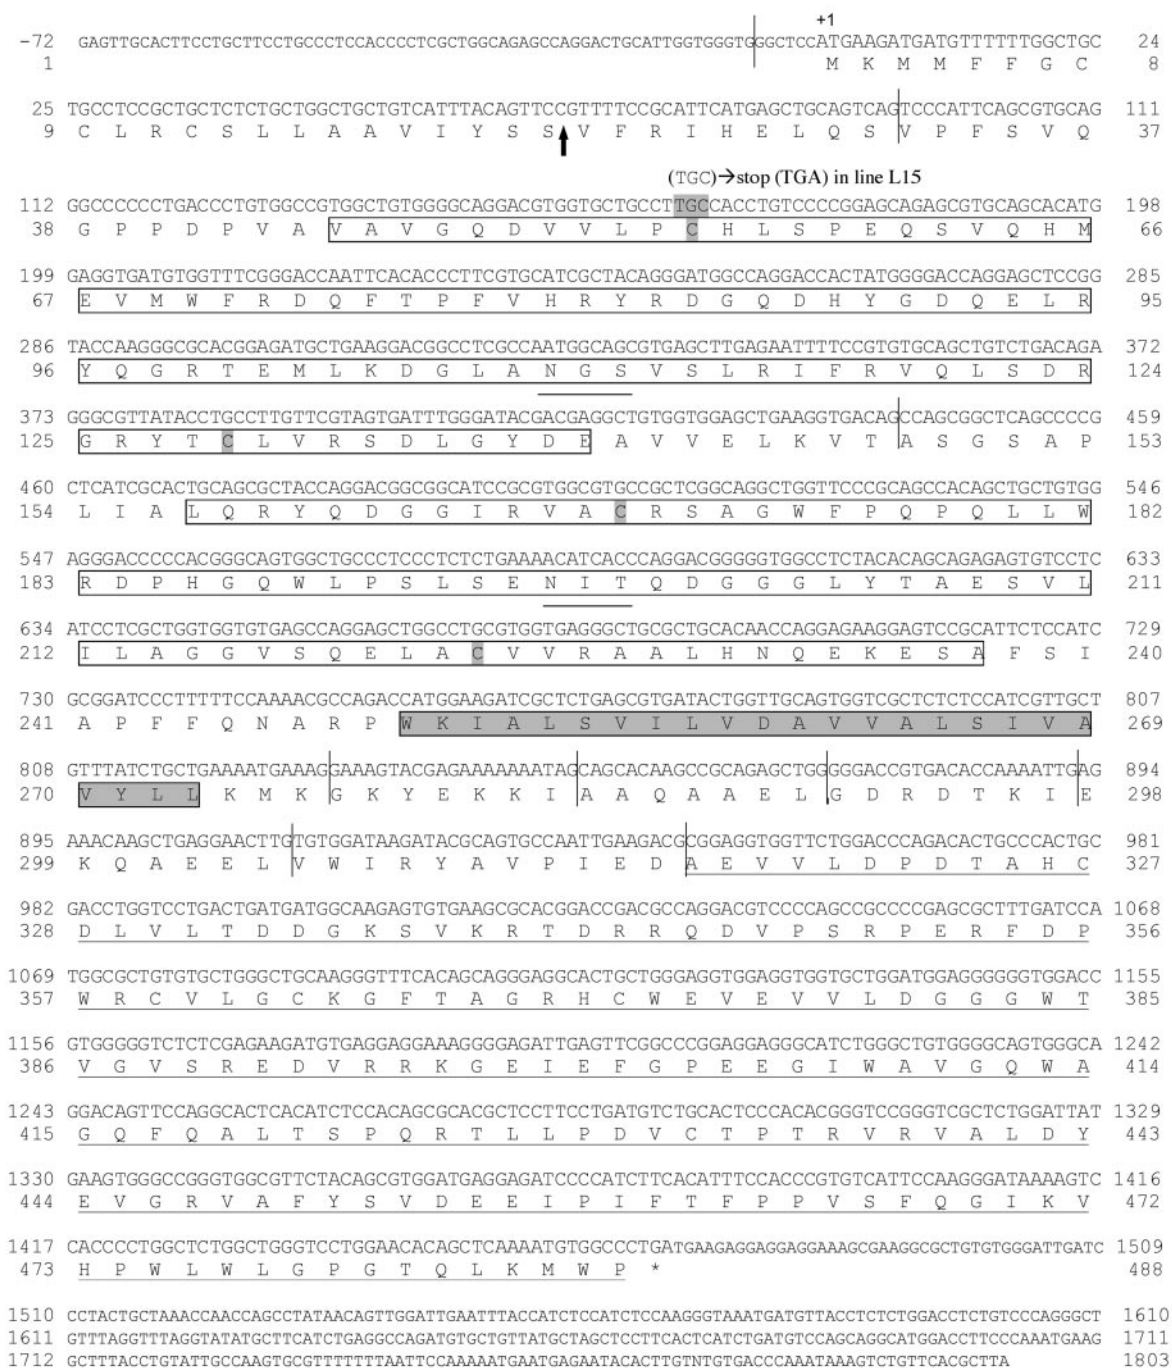 +1
-72 GAGTTGCACTTCCTGCTTCCTGCCCTCCACCCCTCGCTGGCAGAGCCAGGACTGCATTGGTGGGTGGGCTCCATGAAGATGATGTTTTTTGGCTGC 24
1 M K M M F F G C 8
25 TGCCTCCGCTGCTCTCTGCTGGCTGCTGTCATTTACAGTTCCGTTTTCCGCATTCATGAGCTGCAGTCAGTCCCATTCAGCGTGCAG 111
9 C L R C S L L A A V I Y S S V F R I H E L Q S V P F S V Q 37
(TGC)→stop (TGA) in line L15
112 GGCCCCCCTGACCCTGTGGCCGTGGCTGTGGGGCAGGACGTGGTGCTGCCTTGCCACCTGTCCCCGGAGCAGAGCGTGCAGCACATG 198
38 G P P D P V A V A V G Q D V V L P C H L S P E Q S V Q H M 66
199 GAGGTGATGTGGTTTCGGGACCAATTCACACCCTTCGTGCATCGCTACAGGGATGGCCAGGACCACTATGGGGACCAGGAGCTCCGG 285
67 E V M W F R D Q F T P F V H R Y R D G Q D H Y G D Q E L R 95
286 TACCAAGGGCGCACGGAGATGCTGAAGGACGGCCTCGCCAATGGCAGCGTGAGCTTGAGAATTTTCCGTGTGCAGCTGTCTGACAGA 372
96 Y Q G R T E M L K D G L A N G S V S L R I F R V Q L S D R 124
373 GGGCGTTATACCTGCCTTGTTCGTAGTGATTTGGGATACGACGAGGCTGTGGTGGAGCTGAAGGTGACAGCCAGCGGCTCAGCCCCG 459
125 G R Y T C L V R S D L G Y D E A V V E L K V T A S G S A P 153
460 CTCATCGCACTGCAGCGCTACCAGGACGGCGGCATCCGCGTGGCGTGCCGCTCGGCAGGCTGGTTCCCGCAGCCACAGCTGCTGTGG 546
154 L I A L Q R Y Q D G G I R V A C R S A G W F P Q P Q L L W 182
547 AGGGACCCCCACGGGCAGTGGCTGCCCTCCCTCTCTGAAAACATCACCCAGGACGGGGGTGGCCTCTACACAGCAGAGAGTGTCCTC 633
183 R D P H G Q W L P S L S E N I T Q D G G G L Y T A E S V L 211
634 ATCCTCGCTGGTGGTGTGAGCCAGGAGCTGGCCTGCGTGGTGAGGGCTGCGCTGCACAACCAGGAGAAGGAGTCCGCATTCTCCATC 729
212 I L A G G V S Q E L A C V V R A A L H N Q E K E S A F S I 240
730 GCGGATCCCTTTTTCCAAAACGCCAGACCATGGAAGATCGCTCTGAGCGTGATACTGGTTGCAGTGGTCGCTCTCTCCATCGTTGCT 807
241 A P F F Q N A R P W K I A L S V I L V D A V V A L S I V A 269
808 GTTTATCTGCTGAAAATGAAAGGAAAGTACGAGAAAAAAATAGCAGCACAAGCCGCAGAGCTGGGGGACCGTGACACCAAAATTGAG 894
270 V Y L L K M K G K Y E K K I A A Q A A E L G D R D T K I E 298
895 AAACAAGCTGAGGAACTTGTGTGGATAAGATACGCAGTGCCAATTGAAGACGCGGAGGTGGTTCTGGACCCAGACACTGCCCACTGC 981
299 K Q A E E L V W I R Y A V P I E D A E V V L D P D T A H C 327
982 GACCTGGTCCTGACTGATGATGGCAAGAGTGTGAAGCGCACGGACCGACGCCAGGACGTCCCCAGCCGCCCCGAGCGCTTTGATCCA 1068
328 D L V L T D D G K S V K R T D R R Q D V P S R P E R F D P 356
1069 TGGCGCTGTGTGCTGGGCTGCAAGGGTTTCACAGCAGGGAGGCACTGCTGGGAGGTGGAGGTGGTGCTGGATGGAGGGGGGTGGACC 1155
357 W R C V L G C K G F T A G R H C W E V E V V L D G G G W T 385
1156 GTGGGGGTCTCTCGAGAAGATGTGAGGAGGAAAGGGGAGATTGAGTTCGGCCCGGAGGAGGGCATCTGGGCTGTGGGGCAGTGGGCA 1242
386 V G V S R E D V R R K G E I E F G P E E G I W A V G Q W A 414
1243 GGACAGTTCCAGGCACTCACATCTCCACAGCGCACGCTCCTTCCTGATGTCTGCACTCCCACACGGGTCCGGGTCGCTCTGGATTAT 1329
415 G Q F Q A L T S P Q R T L L P D V C T P T R V R V A L D Y 443
1330 GAAGTGGGCCGGGTGGCGTTCTACAGCGTGGATGAGGAGATCCCCATCTTCACATTTCCACCCGTGTCATTCCAAGGGATAAAAGTC 1416
444 E V G R V A F Y S V D E E I P I F T F P P V S F Q G I K V 472
1417 CACCCCTGGCTCTGGCTGGGTCCTGGAACACAGCTCAAAATGTGGCCCTGATGAAGAGGAGGAGGAAAGCGAAGGCGCTGTGTGGGATTGATC 1509
473 H P W L W L G P G T Q L K M W P * 488
1510 CCTACTGCTAAACCAACCAGCCTATAACAGTTGGATTGAATTTACCATCTCCATCTCCAAGGGTAAATGATGTTACCTCTCTGGACCTCTGTCCCAGGGCT 1610
1611 GTTTAGGTTTAGGTATATGCTTCATCTGAGGCCAGATGTGCTGTTATGCTAGCTCCTTCACTCATCTGATGTCCAGCAGGCATGGACCTTCCCAAATGAAG 1711
1712 GCTTTACCTGTATTGCCAAGTGCGTTTTTTTAATTCCAAAAATGAATGAGAATACACTTGTNTGTGACCCAAATAAAGTCTGTTCACGCTTA 1802